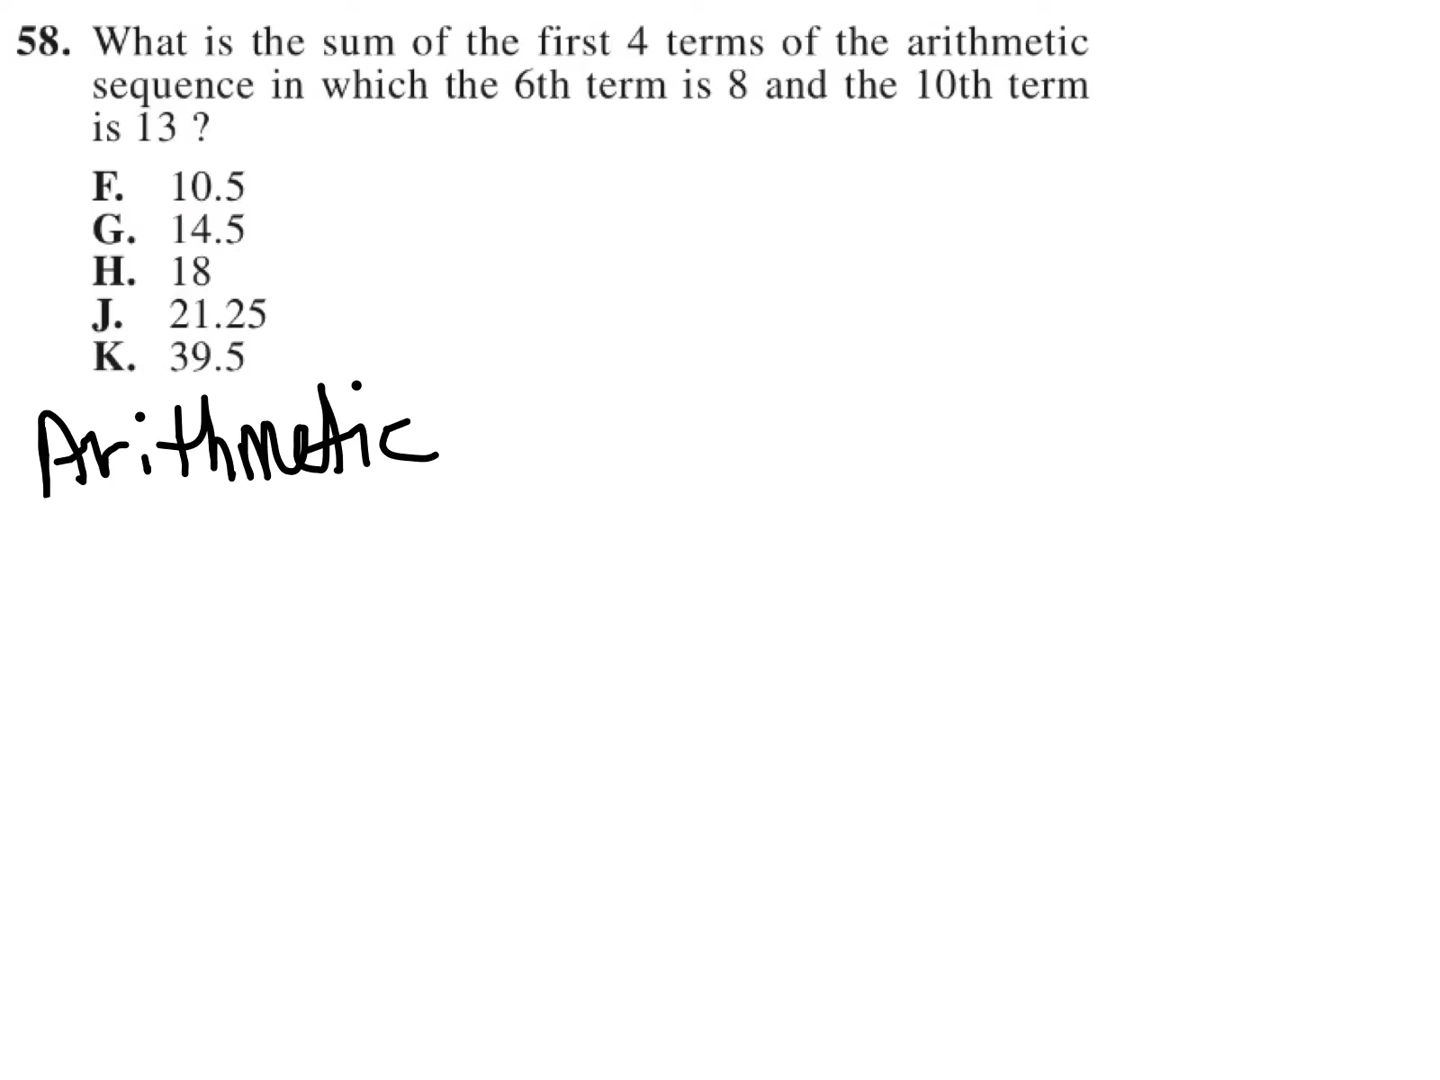 58. What is the sum of the first 4 terms of the arithmetic
sequence in which the 6th term is 8 and the 10th term
is 13 ?
F. 10.5
G. 14.5
H. 18
J. 21.25
K. 39.5
Arithmetic